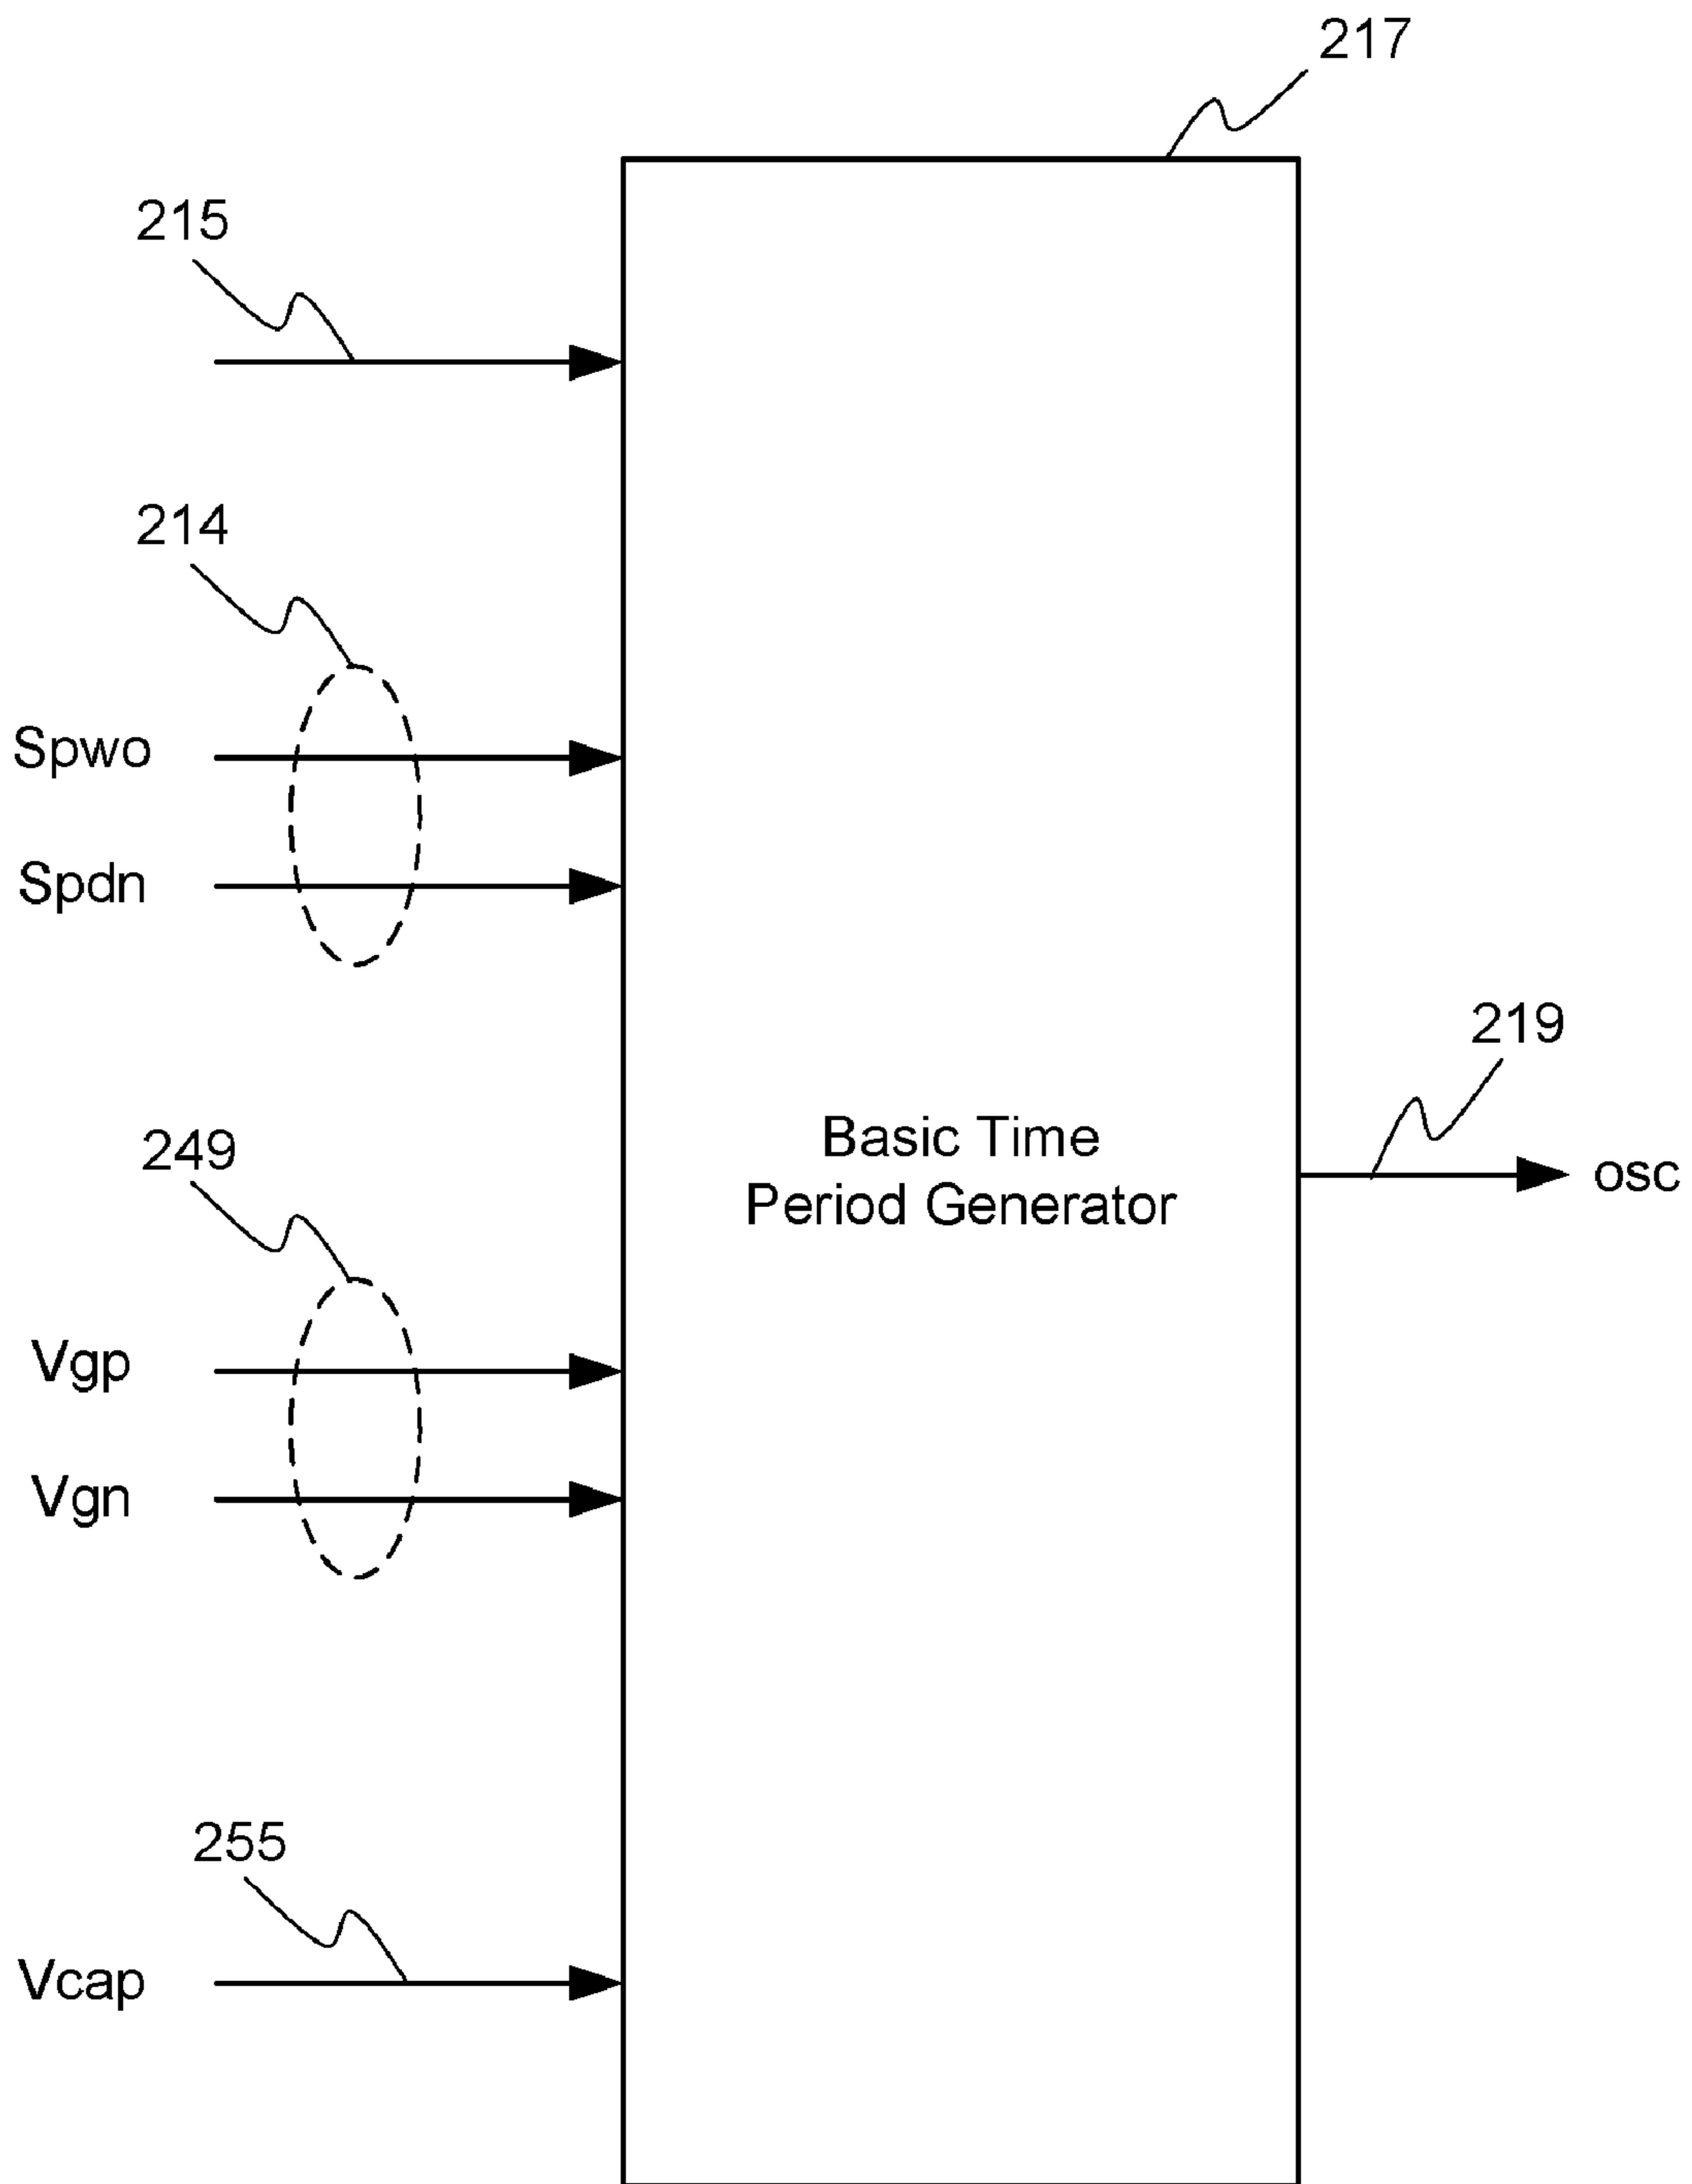 217
215
214
Spwo
Spdn
219
249
Basic Time
Period Generator
osc
Vgp
Vgn
255
Vcap